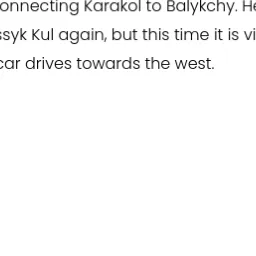 onnecting Karakol to Balykchy. He
ssyk Kul again, but this time it is vi
car drives towards the west.